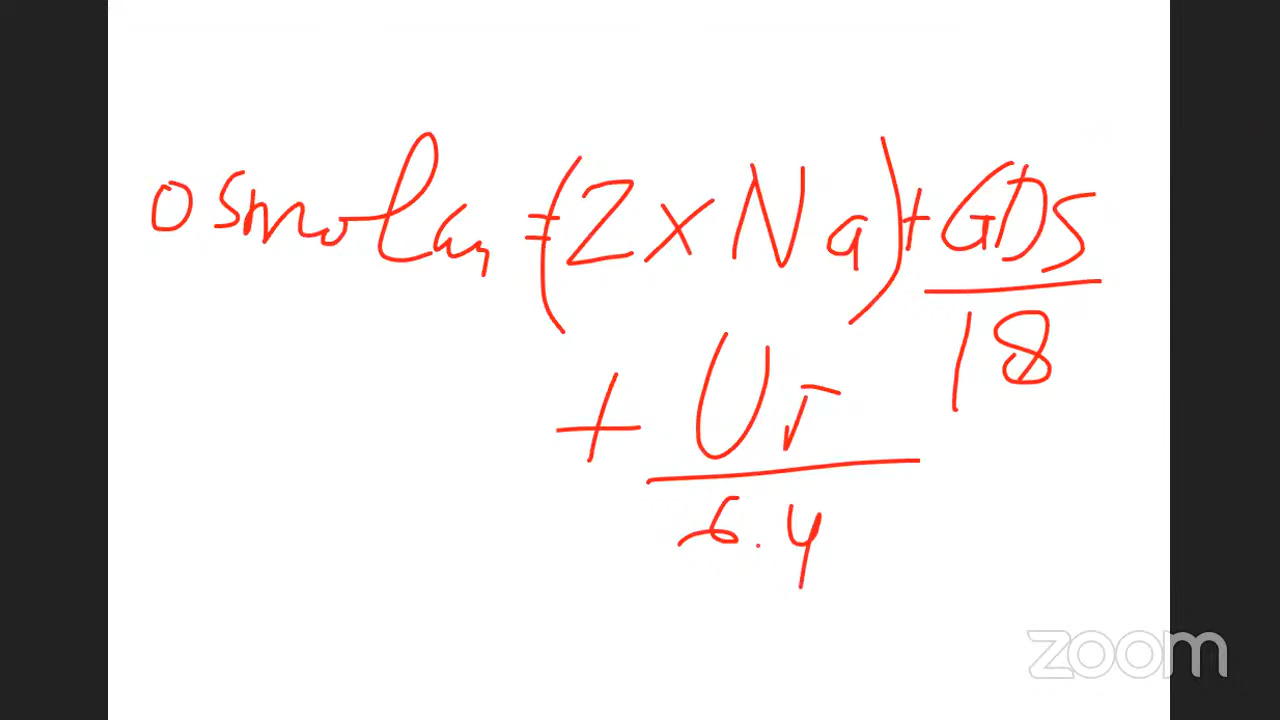 osmolar = (2 x Na) + GDS / 18
+ Ur / 6.4
zoom